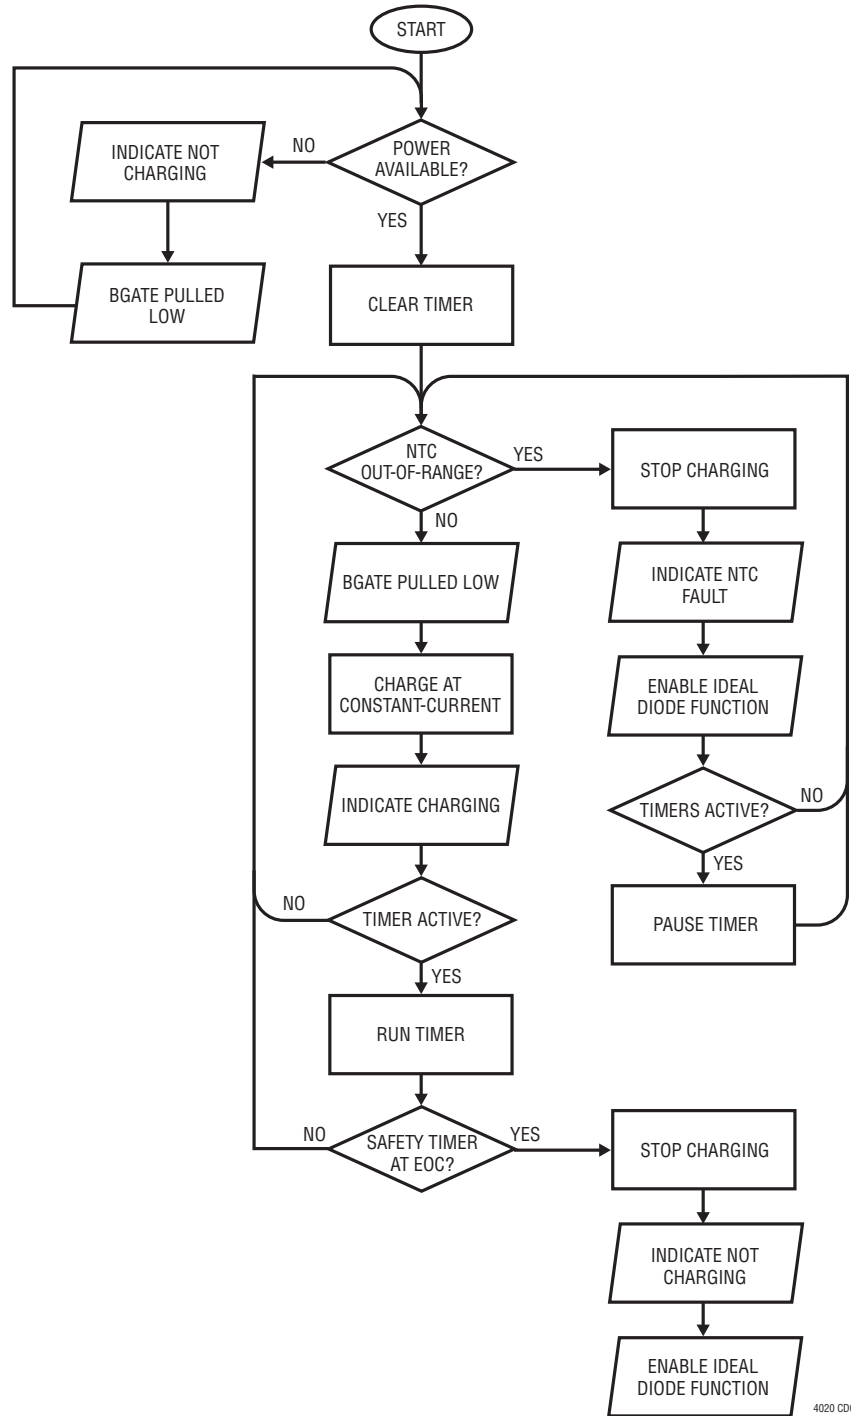 START
POWER
AVAILABLE?
NO
INDICATE NOT
CHARGING
BGATE PULLED
LOW
YES
CLEAR TIMER
NTC
OUT-OF-RANGE?
YES
STOP CHARGING
INDICATE NTC
FAULT
ENABLE IDEAL
DIODE FUNCTION
TIMERS ACTIVE?
NO
YES
PAUSE TIMER
NO
BGATE PULLED LOW
CHARGE AT
CONSTANT-CURRENT
INDICATE CHARGING
TIMER ACTIVE?
NO
YES
RUN TIMER
SAFETY TIMER
AT EOC?
NO
YES
STOP CHARGING
INDICATE NOT
CHARGING
ENABLE IDEAL
DIODE FUNCTION
4020